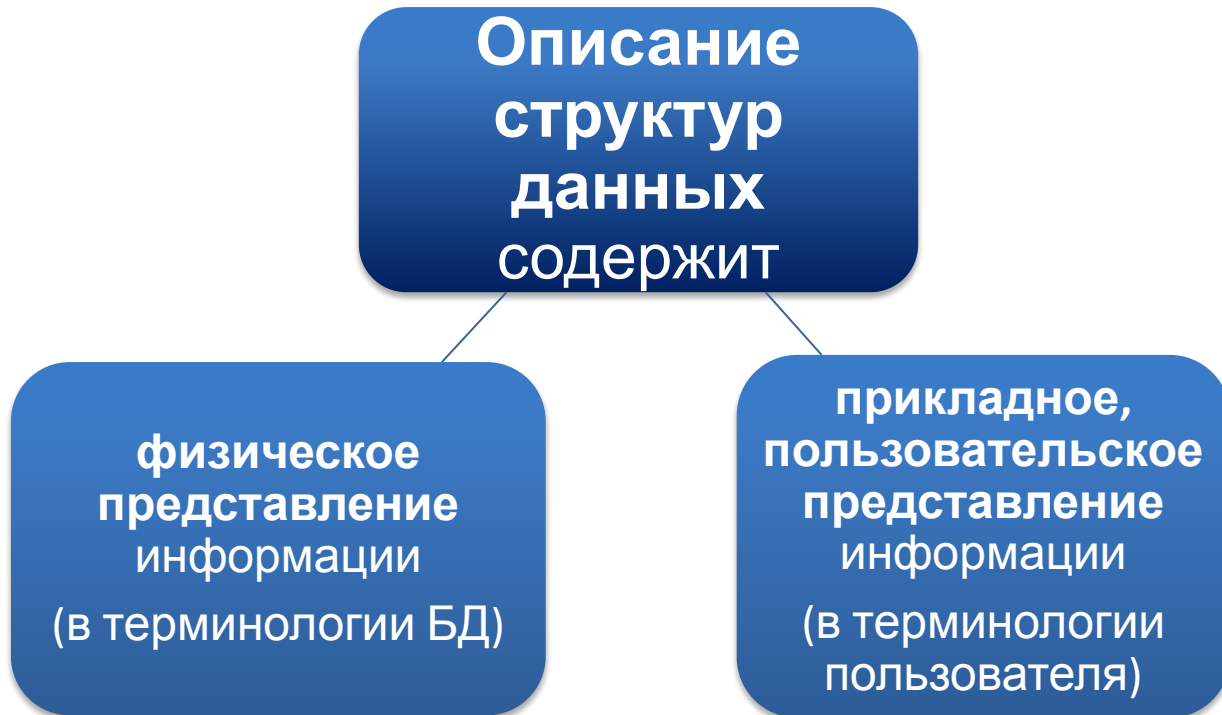 Описание
структур
данных
содержит
физическое
представление
информации
(в терминологии БД)
прикладное,
пользовательское
представление
информации
(в терминологии
пользователя)